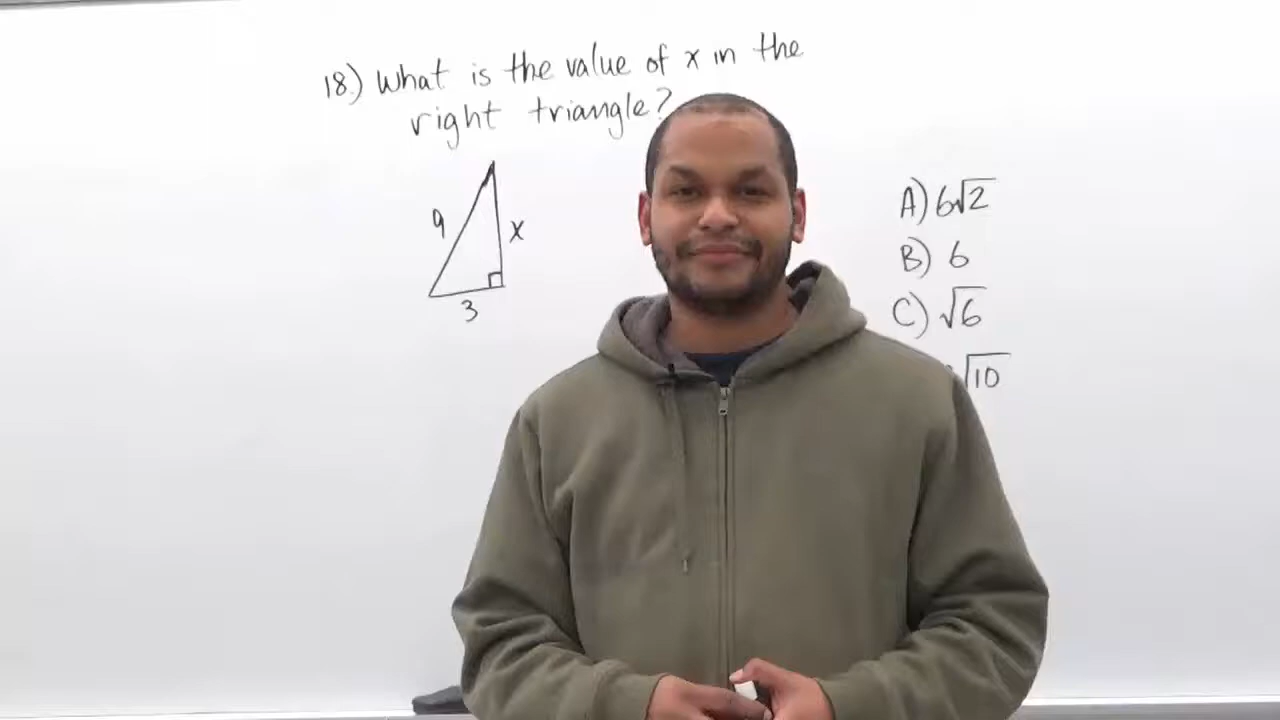 18.) What is the value of x in the
right triangle?
9
x
3
A) 6√2
B) 6
C) √6
√10